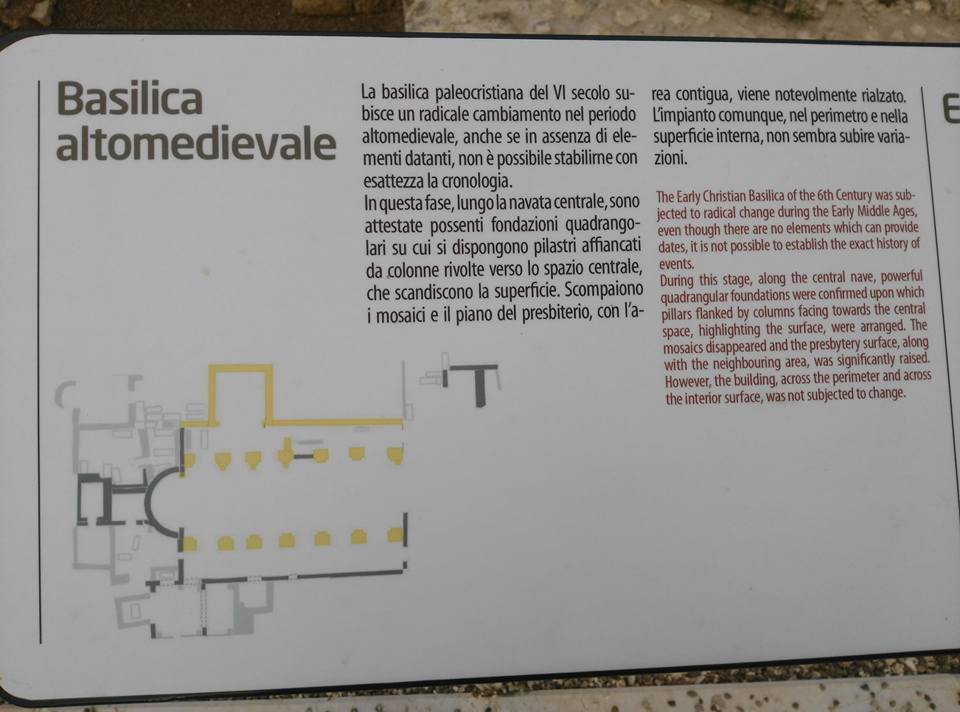 Basilica
altomedievale
La basilica paleocristiana del VI secolo su-
bisce un radicale cambiamento nel periodo
altomedievale, anche se in assenza di ele-
menti datanti, non è possibile stabilirne con
esattezza la cronologia.
In questa fase, lungo la navata centrale, sono
attestate possenti fondazioni quadrango-
lari su cui si dispongono pilastri affiancati
da colonne rivolte verso lo spazio centrale,
che scandiscono la superficie. Scompaiono
i mosaici e il piano del presbiterio, con l'a-
rea contigua, viene notevolmente rialzato.
L'impianto comunque, nel perimetro e nella
superficie interna, non sembra subire varia-
zioni.
The Early Christian Basilica of the 6th Century was sub-
jected to radical change during the Early Middle Ages,
even though there are no elements which can provide
dates, it is not possible to establish the exact history of
events.
During this stage, along the central nave, powerful
quadrangular foundations were confirmed upon which
pillars flanked by columns facing towards the central
space, highlighting the surface, were arranged. The
mosaics disappeared and the presbytery surface, along
with the neighbouring area, was significantly raised.
However, the building, across the perimeter and across
the interior surface, was not subjected to change.